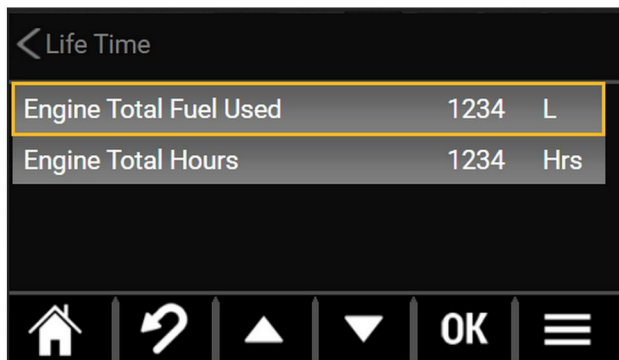 Life Time
Engine Total Fuel Used 1234 L
Engine Total Hours 1234 Hrs
OK